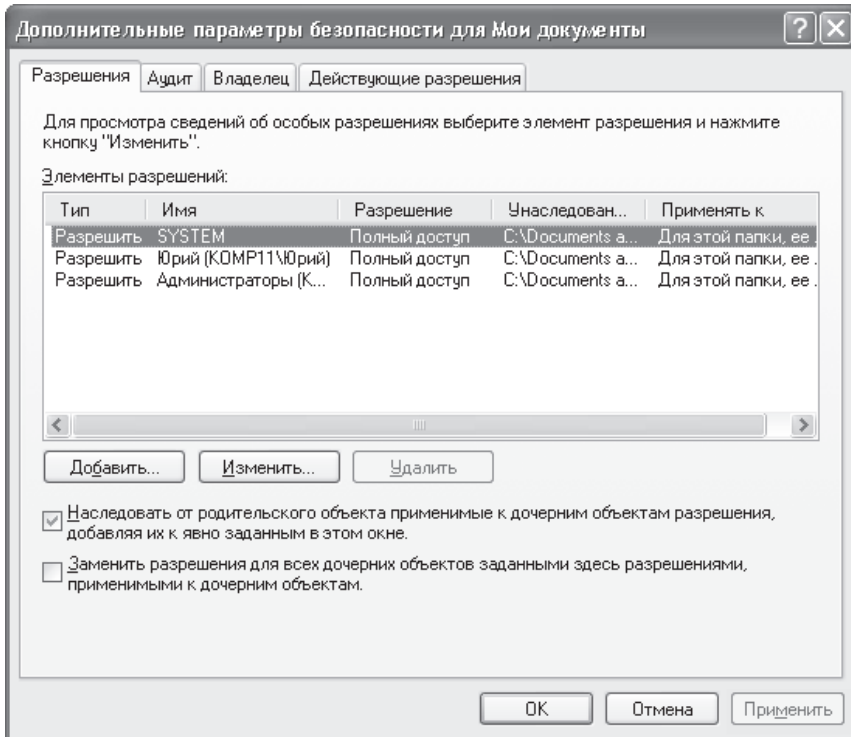 Дополнительные параметры безопасности для Мои документы
Разрешения Аудит Владелец Действующие разрешения
Для просмотра сведений об особых разрешениях выберите элемент разрешения и нажмите
кнопку "Изменить".
Элементы разрешений:
Тип Имя Разрешение Унаследован... Применять к
Разрешить SYSTEM Полный доступ C:\Documents a... Для этой папки, ее .
Разрешить Юрий (KOMP11\Юрий) Полный доступ C:\Documents a... Для этой папки, ее .
Разрешить Администраторы (K... Полный доступ C:\Documents a... Для этой папки, ее .
Добавить... Изменить... Удалить
Наследовать от родительского объекта применимые к дочерним объектам разрешения,
добавляя их к явно заданным в этом окне.
Заменить разрешения для всех дочерних объектов заданными здесь разрешениями,
применимыми к дочерним объектам.
OK Отмена Применить